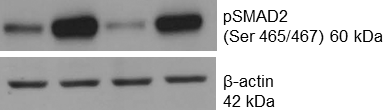 pSMAD2
(Ser 465/467) 60 kDa
β-actin
42 kDa